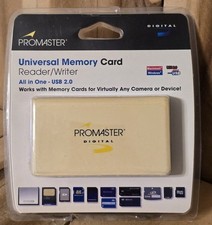 PROMASTER
DIGITAL
Universal Memory Card
Reader/Writer
All in One - USB 2.0
Works with Memory Cards for Virtually Any Camera or Device!
PROMASTER
DIGITAL